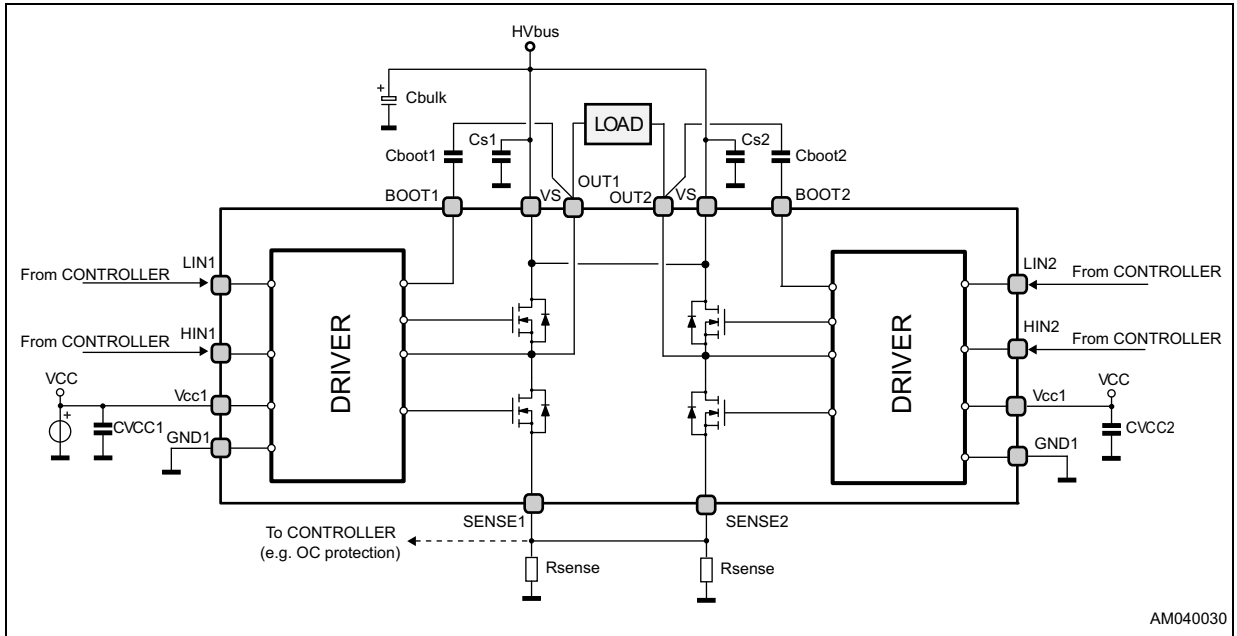 HVbus
+
Cbulk
LOAD
Cboot1
Cs1
Cs2
Cboot2
BOOT1
VS
OUT1
OUT2
VS
BOOT2
From CONTROLLER
LIN1
LIN2
From CONTROLLER
From CONTROLLER
HIN1
DRIVER
DRIVER
HIN2
From CONTROLLER
VCC
Vcc1
Vcc1
VCC
+
CVCC1
GND1
GND1
CVCC2
SENSE1
SENSE2
To CONTROLLER
(e.g. OC protection)
Rsense
Rsense
AM040030